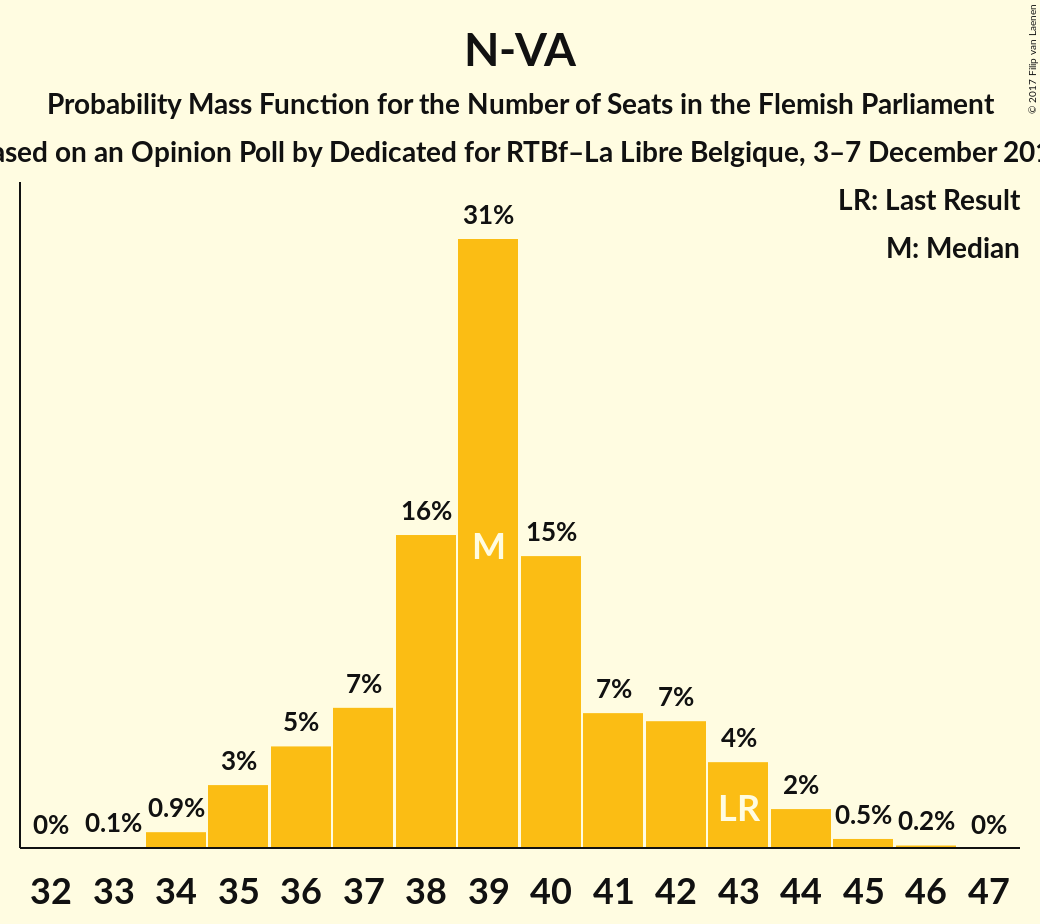 N-VA
Probability Mass Function for the Number of Seats in the Flemish Parliament
on an Opinion Poll by Dedicated for RTBf–La Libre Belgique, 3–7 December
LR: Last Result
M: Median
© 2017 Filip van Laenen
0% 0.1% 0.9% 3% 5% 7% 16% 31% 15% 7% 7% 4% 2% 0.5% 0.2% 0%
M
LR
32 33 34 35 36 37 38 39 40 41 42 43 44 45 46 47